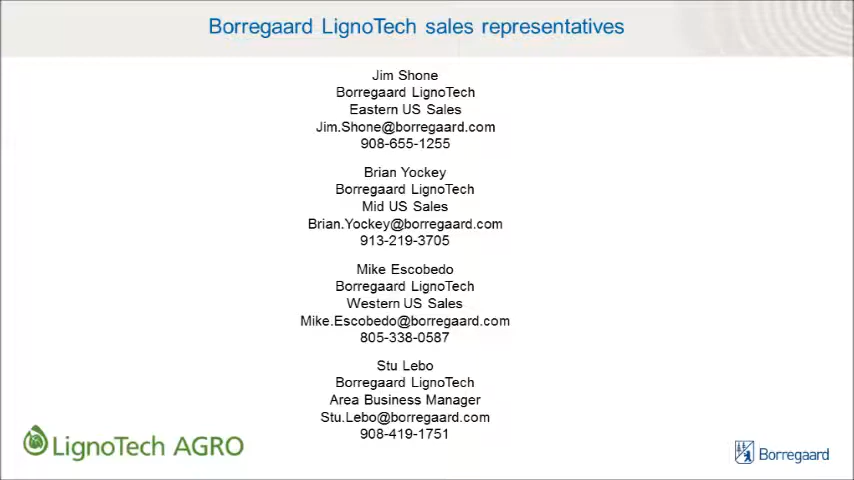 Borregaard LignoTech sales representatives
Jim Shone
Borregaard LignoTech
Eastern US Sales
Jim.Shone@borregaard.com
908-655-1255
Brian Yockey
Borregaard LignoTech
Mid US Sales
Brian.Yockey@borregaard.com
913-219-3705
Mike Escobedo
Borregaard LignoTech
Western US Sales
Mike.Escobedo@borregaard.com
805-338-0587
Stu Lebo
Borregaard LignoTech
Area Business Manager
Stu.Lebo@borregaard.com
908-419-1751
LignoTech AGRO
Borregaard